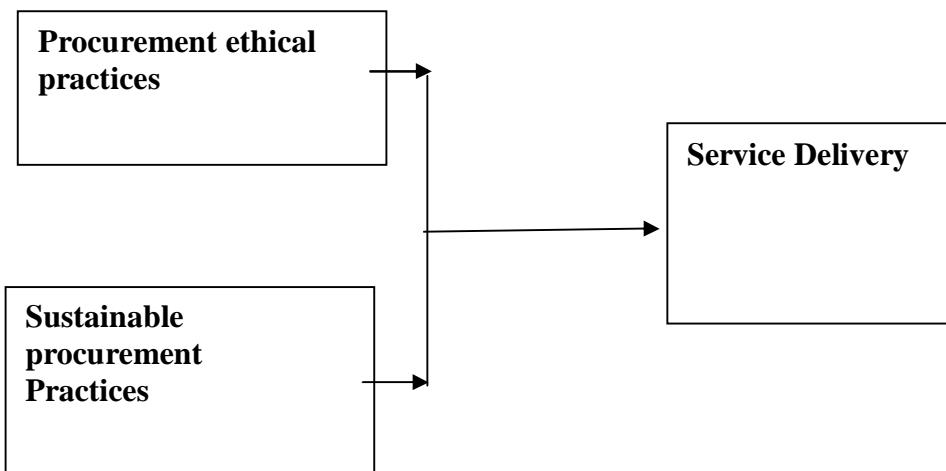 Procurement ethical
practices
Service Delivery
Sustainable
procurement
Practices